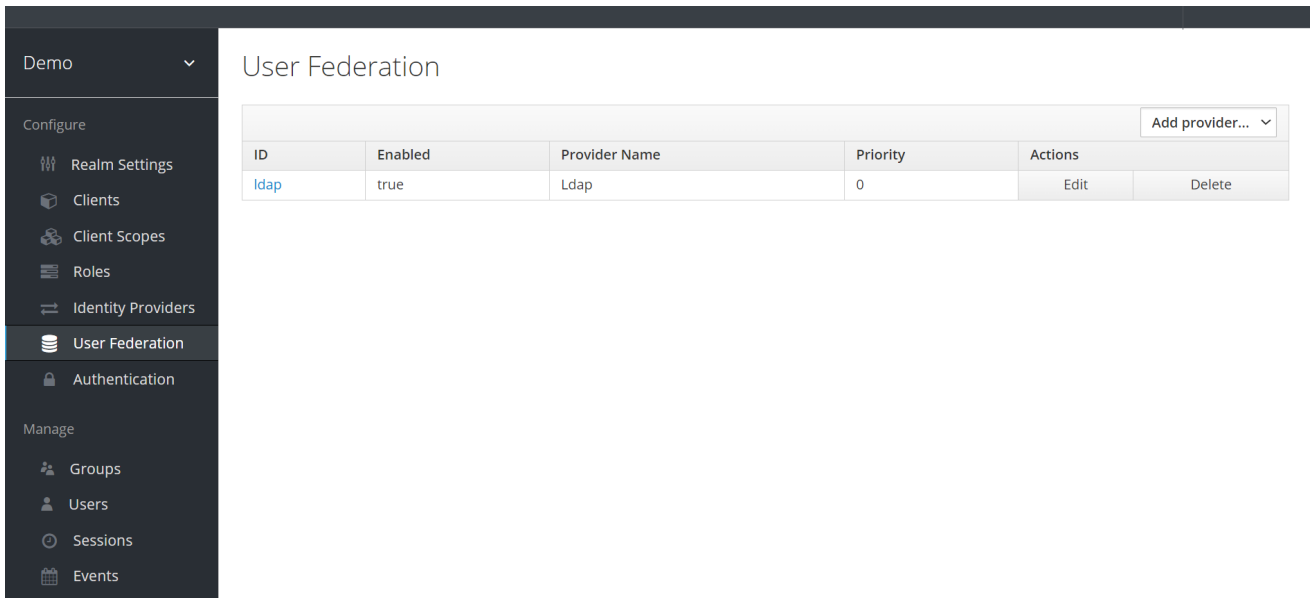 Demo
Configure
Realm Settings
Clients
Client Scopes
Roles
Identity Providers
User Federation
Authentication
Manage
Groups
Users
Sessions
Events
User Federation
Add provider...
ID Enabled Provider Name Priority Actions
ldap true Ldap 0 Edit Delete